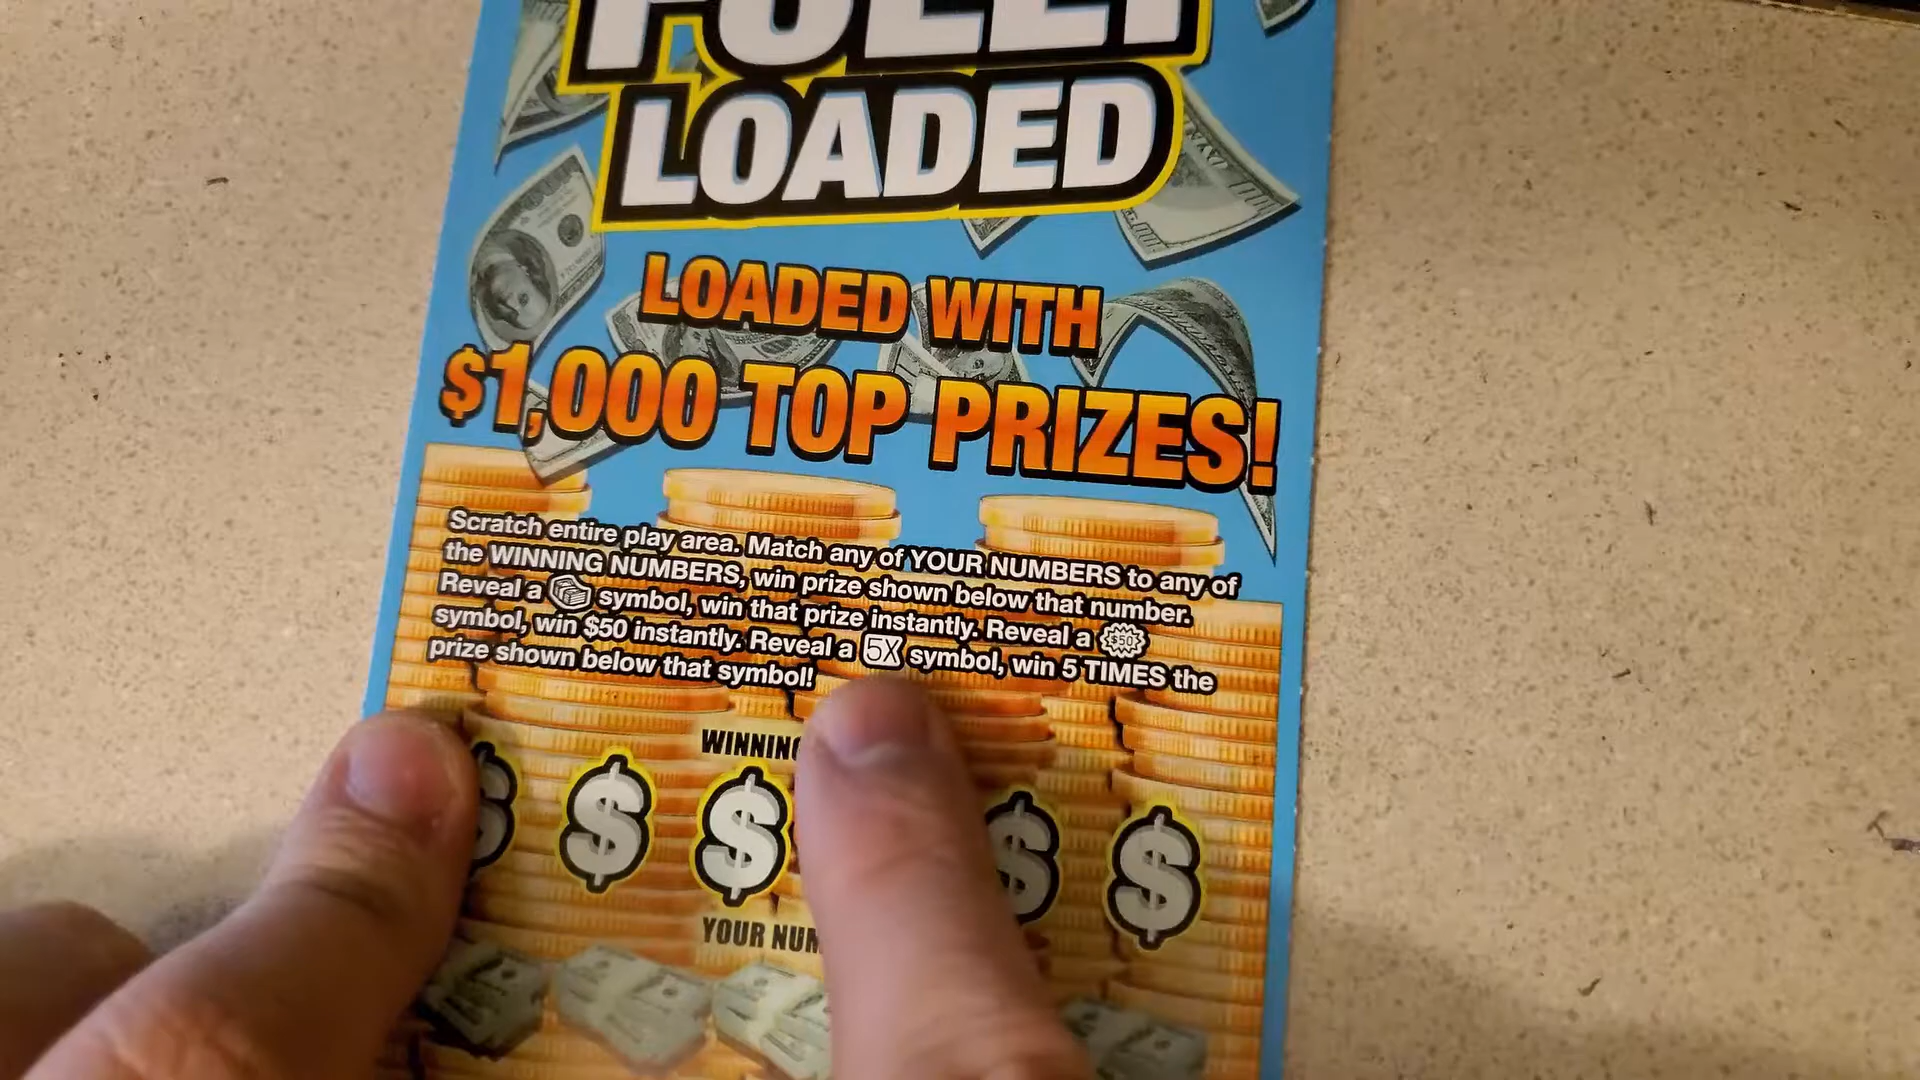 FULLY
LOADED
LOADED WITH
$1,000 TOP PRIZES!
Scratch entire play area. Match any of YOUR NUMBERS to any of
the WINNING NUMBERS, win prize shown below that number.
Reveal a symbol, win that prize instantly. Reveal a $50
symbol, win $50 instantly. Reveal a 5X symbol, win 5 TIMES the
prize shown below that symbol!
WINNING
$ $ $ $ $
YOUR NUM